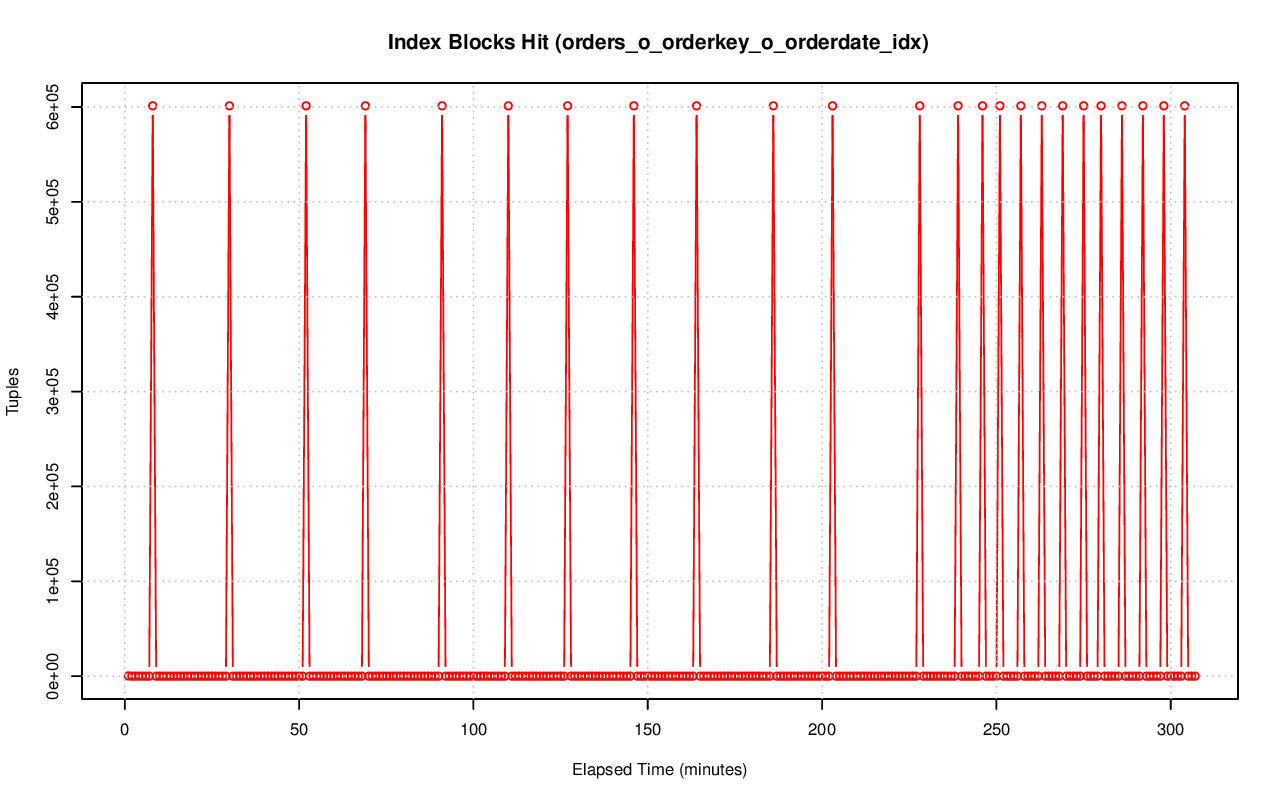 Index Blocks Hit (orders_o_orderkey_o_orderdate_idx)
Tuples
6e+05
5e+05
4e+05
3e+05
2e+05
1e+05
0e+00
0 50 100 150 200 250 300
Elapsed Time (minutes)